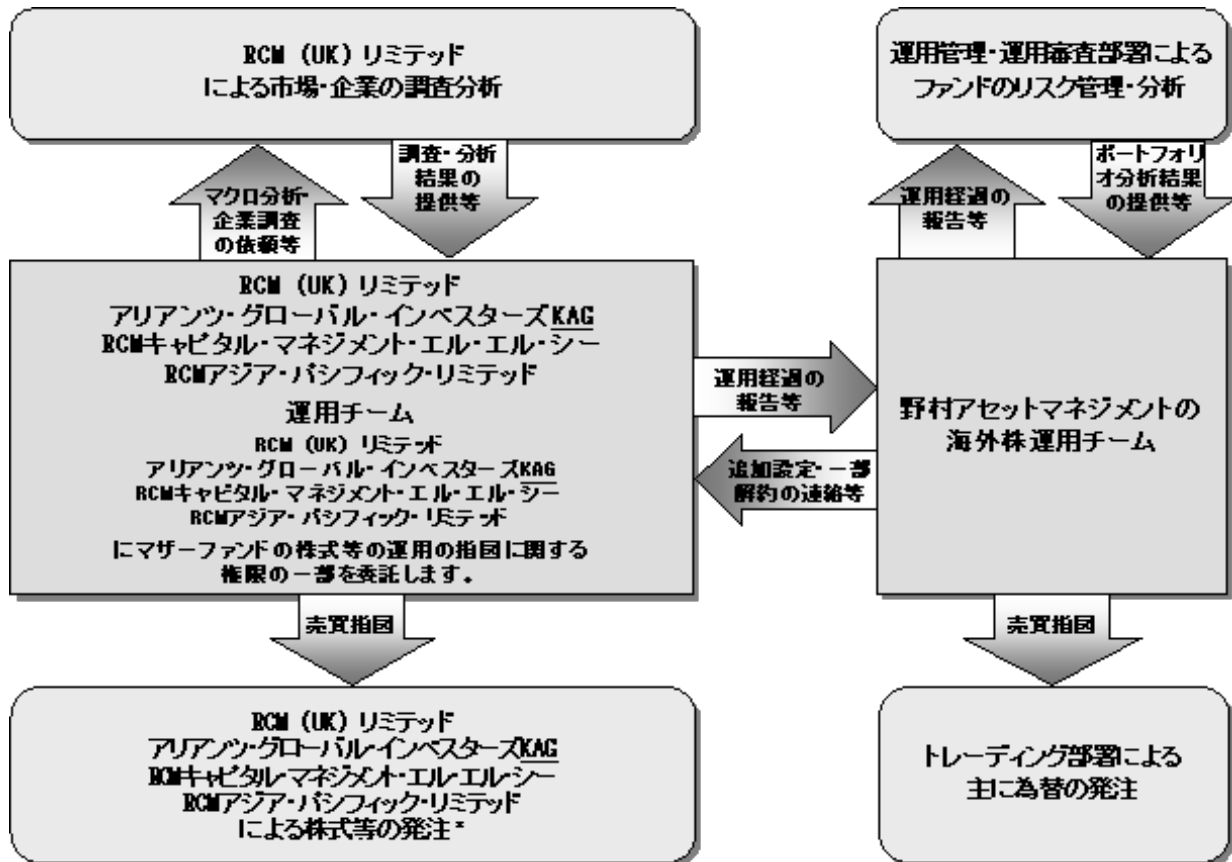 RCM (UK) リミテッド
による市場・企業の調査分析
運用管理・運用審査部署による
ファンドのリスク管理・分析
マクロ分析・
企業調査
の依頼等
調査・分析
結果の
提供等
運用経過の
報告等
ポートフォリ
オ分析結果
の提供等
RCM (UK) リミテッド
アリアンツ・グローバル・インベスターズKAG
RCMキャピタル・マネジメント・エル・エル・シー
RCMアジア・パシフィック・リミテッド
運用チーム
RCM (UK) リミテッド
アリアンツ・グローバル・インベスターズKAG
RCMキャピタル・マネジメント・エル・エル・シー
RCMアジア・パシフィック・リミテッド
にマザーファンドの株式等の運用の指図に関する
権限の一部を委託します。
運用経過の
報告等
追加設定・一部
解約の連絡等
野村アセットマネジメントの
海外株運用チーム
売買指図
売買指図
RCM (UK) リミテッド
アリアンツ・グローバル・インベスターズKAG
RCMキャピタル・マネジメント・エル・エル・シー
RCMアジア・パシフィック・リミテッド
による株式等の発注*
トレーディング部署による
主に為替の発注